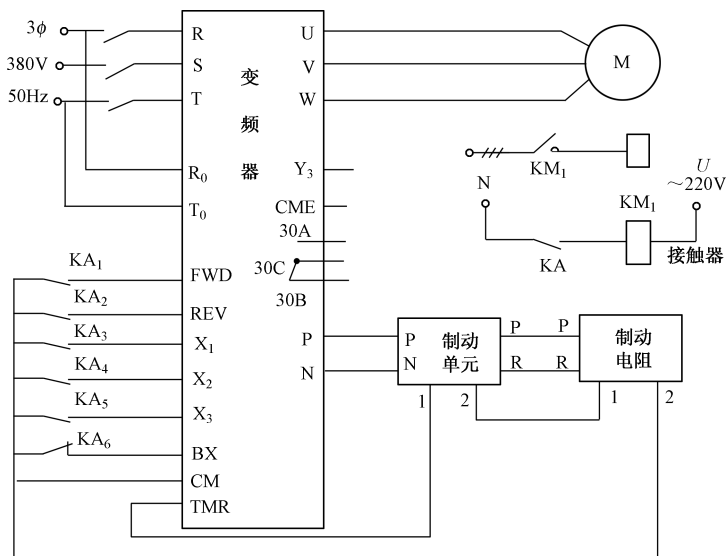 3ϕ
380V
50Hz
R
S
T
R₀
T₀
变
频
器
U
V
W
M
Y₃
CME
30A
30C
30B
KM₁
N
U
～220V
KM₁
KA
接触器
KA₁
FWD
KA₂
REV
KA₃
X₁
KA₄
X₂
KA₅
X₃
KA₆
BX
CM
TMR
P
N
P
N
制动
单元
P
R
P
R
制动
电阻
1
2
1
2